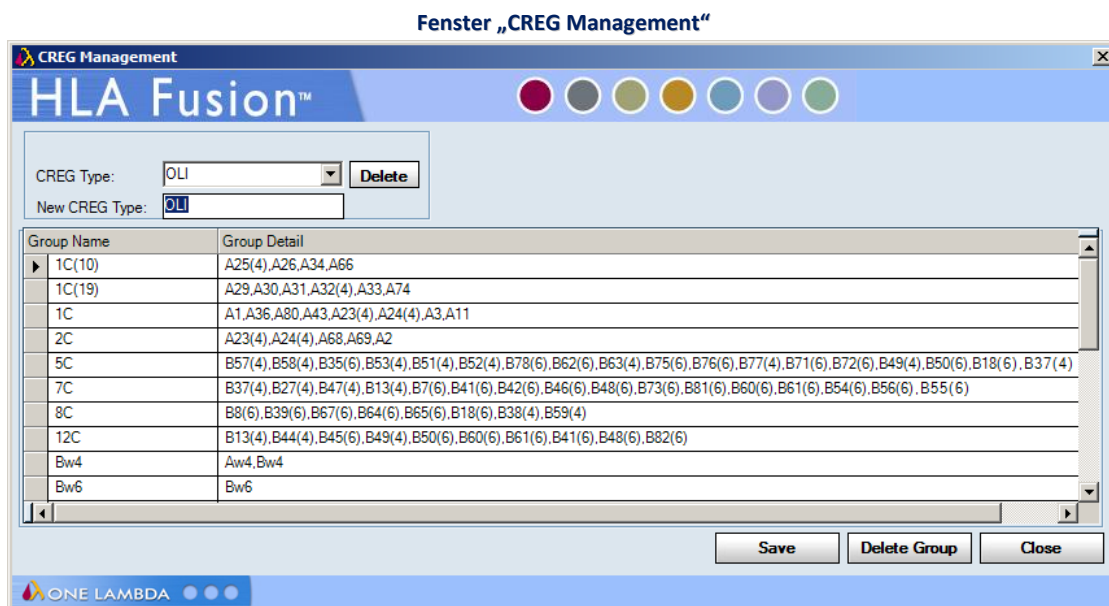 Fenster „CREG Management“
CREG Management
HLA Fusion™
CREG Type: OLI Delete
New CREG Type: OLI
Group Name Group Detail
1C(10) A25(4),A26,A34,A66
1C(19) A29,A30,A31,A32(4),A33,A74
1C A1,A36,A80,A43,A23(4),A24(4),A3,A11
2C A23(4),A24(4),A68,A69,A2
5C B57(4),B58(4),B35(6),B53(4),B51(4),B52(4),B78(6),B62(6),B63(4),B75(6),B76(6),B77(4),B71(6),B72(6),B49(4),B50(6),B18(6),B37(4)
7C B37(4),B27(4),B47(4),B13(4),B7(6),B41(6),B42(6),B46(6),B48(6),B73(6),B81(6),B60(6),B61(6),B54(6),B56(6),B55(6)
8C B8(6),B39(6),B67(6),B64(6),B65(6),B18(6),B38(4),B59(4)
12C B13(4),B44(4),B45(6),B49(4),B50(6),B60(6),B61(6),B41(6),B48(6),B82(6)
Bw4 Aw4,Bw4
Bw6 Bw6
Save Delete Group Close
ONE LAMBDA